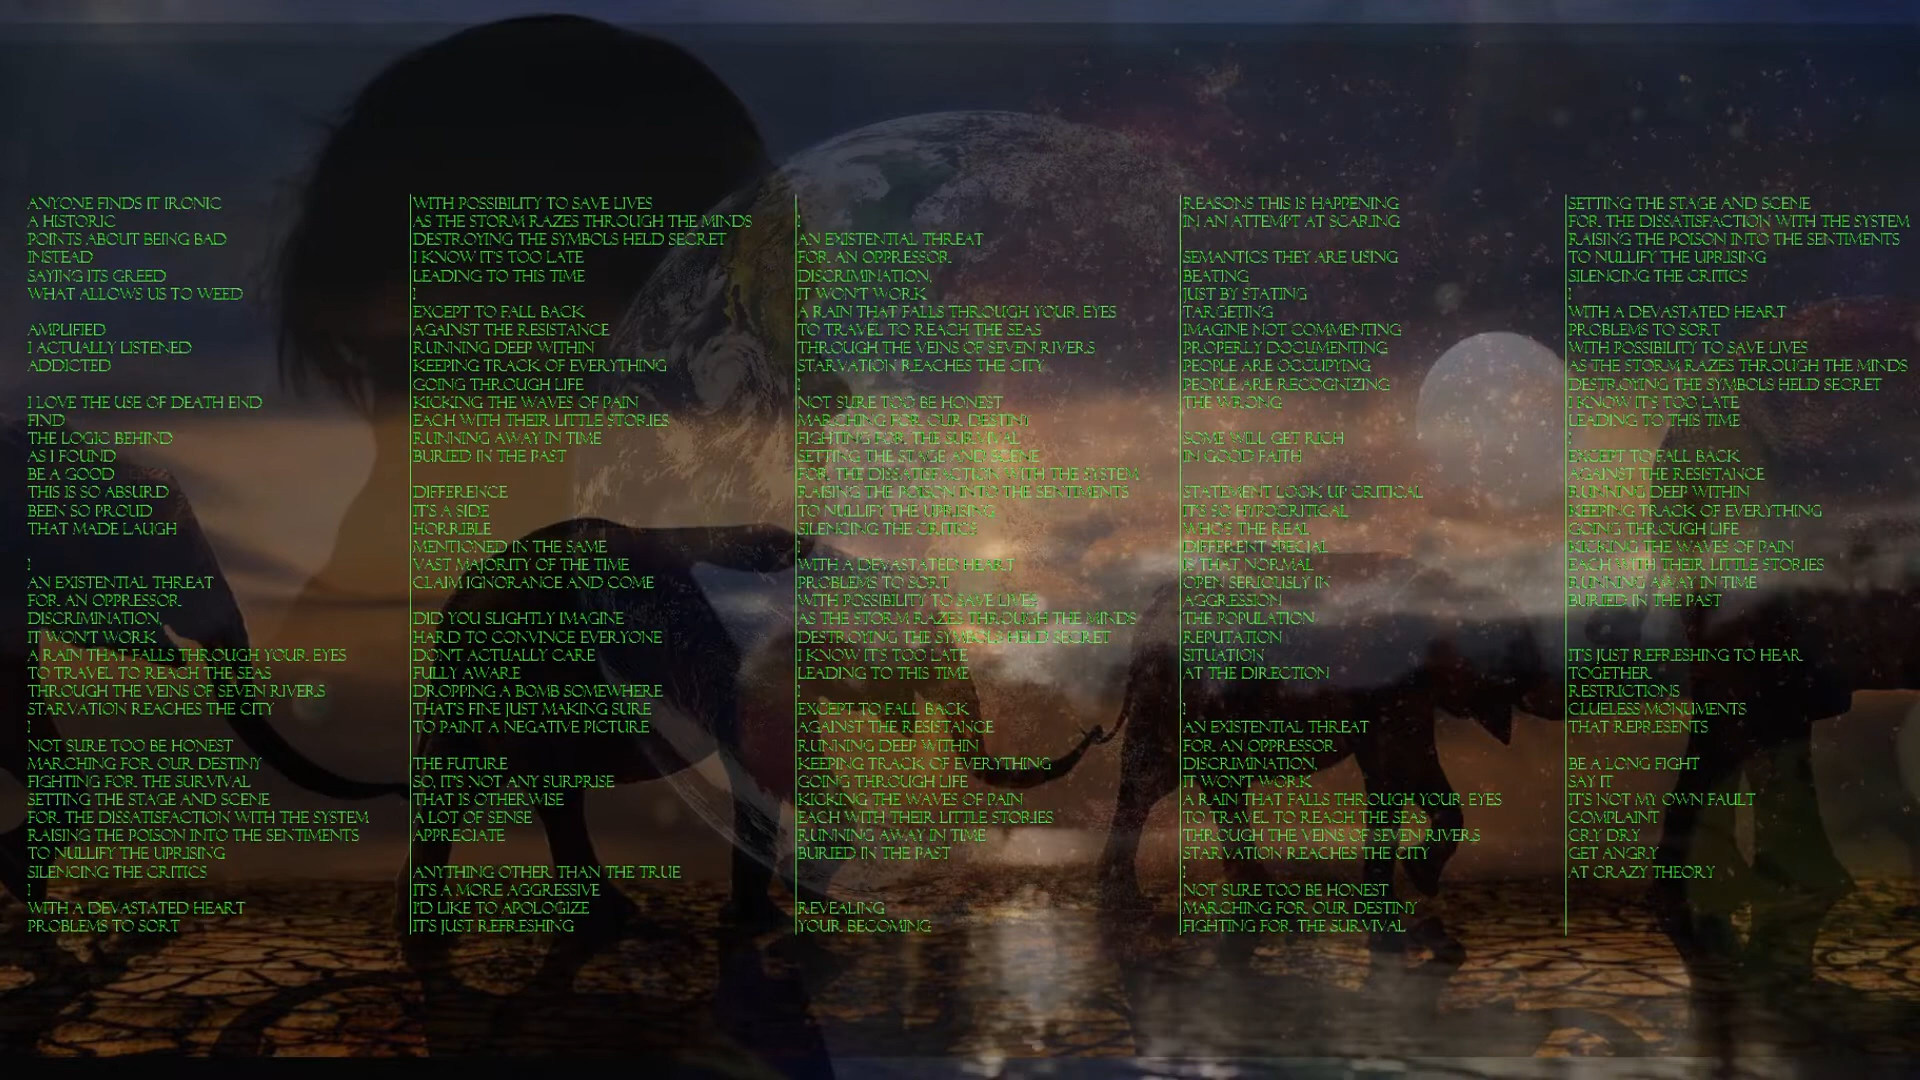 ANYONE FINDS IT IRONIC
A HISTORIC
POINTS ABOUT BEING BAD
INSTEAD
SAYING ITS GREED
WHAT ALLOWS US TO WEED
AMPLIFIED
I ACTUALLY LISTENED
ADDICTED
I LOVE THE USE OF DEATH END
FIND
THE LOGIC BEHIND
AS I FOUND
BE A GOOD
THIS IS SO ABSURD
BEEN SO PROUD
THAT MADE LAUGH
]
AN EXISTENTIAL THREAT
FOR AN OPPRESSOR
DISCRIMINATION,
IT WON'T WORK
A RAIN THAT FALLS THROUGH YOUR EYES
TO TRAVEL TO REACH THE SEAS
THROUGH THE VEINS OF SEVEN RIVERS
STARVATION REACHES THE CITY
]
NOT SURE TOO BE HONEST
MARCHING FOR OUR DESTINY
FIGHTING FOR THE SURVIVAL
SETTING THE STAGE AND SCENE
FOR THE DISSATISFACTION WITH THE SYSTEM
RAISING THE POISON INTO THE SENTIMENTS
TO NULLIFY THE UPRISING
SILENCING THE CRITICS
]
WITH A DEVASTATED HEART
PROBLEMS TO SORT
WITH POSSIBILITY TO SAVE LIVES
AS THE STORM RAZES THROUGH THE MINDS
DESTROYING THE SYMBOLS HELD SECRET
I KNOW IT'S TOO LATE
LEADING TO THIS TIME
]
EXCEPT TO FALL BACK
AGAINST THE RESISTANCE
RUNNING DEEP WITHIN
KEEPING TRACK OF EVERYTHING
GOING THROUGH LIFE
KICKING THE WAVES OF PAIN
EACH WITH THEIR LITTLE STORIES
RUNNING AWAY IN TIME
BURIED IN THE PAST
DIFFERENCE
IT'S A SIDE
HORRIBLE
MENTIONED IN THE SAME
VAST MAJORITY OF THE TIME
CLAIM IGNORANCE AND COME
DID YOU SLIGHTLY IMAGINE
HARD TO CONVINCE EVERYONE
DON'T ACTUALLY CARE
FULLY AWARE
DROPPING A BOMB SOMEWHERE
THAT'S FINE JUST MAKING SURE
TO PAINT A NEGATIVE PICTURE
THE FUTURE
SO, IT'S NOT ANY SURPRISE
THAT IS OTHERWISE
A LOT OF SENSE
APPRECIATE
ANYTHING OTHER THAN THE TRUE
IT'S A MORE AGGRESSIVE
I'D LIKE TO APOLOGIZE
IT'S JUST REFRESHING
]
AN EXISTENTIAL THREAT
FOR AN OPPRESSOR
DISCRIMINATION,
IT WON'T WORK
A RAIN THAT FALLS THROUGH YOUR EYES
TO TRAVEL TO REACH THE SEAS
THROUGH THE VEINS OF SEVEN RIVERS
STARVATION REACHES THE CITY
]
NOT SURE TOO BE HONEST
MARCHING FOR OUR DESTINY
FIGHTING FOR THE SURVIVAL
SETTING THE STAGE AND SCENE
FOR THE DISSATISFACTION WITH THE SYSTEM
RAISING THE POISON INTO THE SENTIMENTS
TO NULLIFY THE UPRISING
SILENCING THE CRITICS
]
WITH A DEVASTATED HEART
PROBLEMS TO SORT
WITH POSSIBILITY TO SAVE LIVES
AS THE STORM RAZES THROUGH THE MINDS
DESTROYING THE SYMBOLS HELD SECRET
I KNOW IT'S TOO LATE
LEADING TO THIS TIME
]
EXCEPT TO FALL BACK
AGAINST THE RESISTANCE
RUNNING DEEP WITHIN
KEEPING TRACK OF EVERYTHING
GOING THROUGH LIFE
KICKING THE WAVES OF PAIN
EACH WITH THEIR LITTLE STORIES
RUNNING AWAY IN TIME
BURIED IN THE PAST
REVEALING
YOUR BECOMING
REASONS THIS IS HAPPENING
IN AN ATTEMPT AT SCARING
SEMANTICS THEY ARE USING
BEATING
JUST BY STATING
TARGETING
IMAGINE NOT COMMENTING
PROPERLY DOCUMENTING
PEOPLE ARE OCCUPYING
PEOPLE ARE RECOGNIZING
THE WRONG
SOME WILL GET RICH
IN GOOD FAITH
STATEMENT LOOK UP CRITICAL
IT'S SO HYPOCRITICAL
WHO'S THE REAL
DIFFERENT SPECIAL
IS THAT NORMAL
OPEN SERIOUSLY IN
AGGRESSION
THE POPULATION
REPUTATION
SITUATION
AT THE DIRECTION
]
AN EXISTENTIAL THREAT
FOR AN OPPRESSOR
DISCRIMINATION,
IT WON'T WORK
A RAIN THAT FALLS THROUGH YOUR EYES
TO TRAVEL TO REACH THE SEAS
THROUGH THE VEINS OF SEVEN RIVERS
STARVATION REACHES THE CITY
]
NOT SURE TOO BE HONEST
MARCHING FOR OUR DESTINY
FIGHTING FOR THE SURVIVAL
SETTING THE STAGE AND SCENE
FOR THE DISSATISFACTION WITH THE SYSTEM
RAISING THE POISON INTO THE SENTIMENTS
TO NULLIFY THE UPRISING
SILENCING THE CRITICS
]
WITH A DEVASTATED HEART
PROBLEMS TO SORT
WITH POSSIBILITY TO SAVE LIVES
AS THE STORM RAZES THROUGH THE MINDS
DESTROYING THE SYMBOLS HELD SECRET
I KNOW IT'S TOO LATE
LEADING TO THIS TIME
]
EXCEPT TO FALL BACK
AGAINST THE RESISTANCE
RUNNING DEEP WITHIN
KEEPING TRACK OF EVERYTHING
GOING THROUGH LIFE
KICKING THE WAVES OF PAIN
EACH WITH THEIR LITTLE STORIES
RUNNING AWAY IN TIME
BURIED IN THE PAST
IT'S JUST REFRESHING TO HEAR
TOGETHER
RESTRICTIONS
CLUELESS MONUMENTS
THAT REPRESENTS
BE A LONG FIGHT
SAY IT
IT'S NOT MY OWN FAULT
COMPLAINT
CRY DRY
GET ANGRY
AT CRAZY THEORY